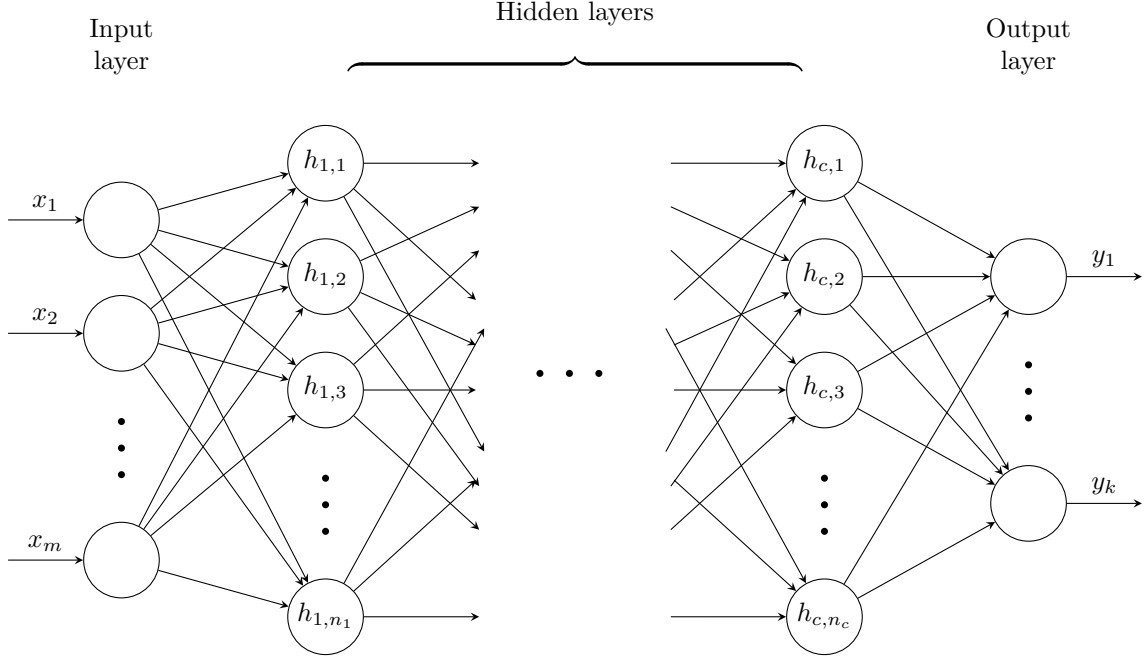 Hidden layers
Input
layer
Output
layer
h_{1,1}
h_{c,1}
x_1
h_{1,2}
h_{c,2}
y_1
x_2
h_{1,3}
h_{c,3}
y_k
x_m
h_{1,n_1}
h_{c,n_c}